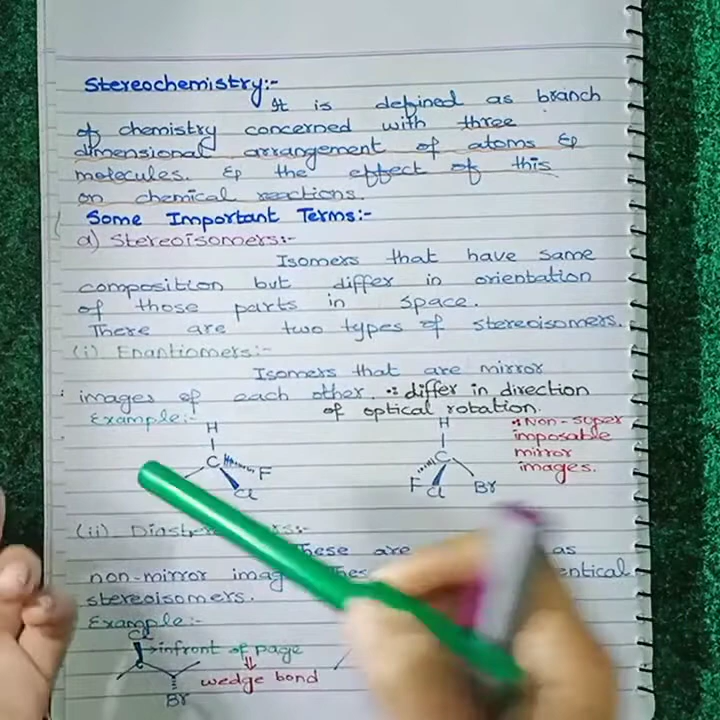 Stereochemistry:-
It is defined as branch
of chemistry concerned with three
dimensional arrangement of atoms &
molecules. & the effect of this
on chemical reactions.
Some Important Terms:-
a) Stereoisomers:-
Isomers that have same
composition but differ in orientation
of those parts in space.
There are two types of stereoisomers.
(i) Enantiomers:-
Isomers that are mirror
images of each other. : differ in direction
of optical rotation.
Example:-
H
C F
Cl
H
C
F Cl Br
: Non-super
imposable
mirror
images.
(ii)
these are as
non-mirror
stereoisomers.
Example:-
Cl
infront of page
wedge bond
Br